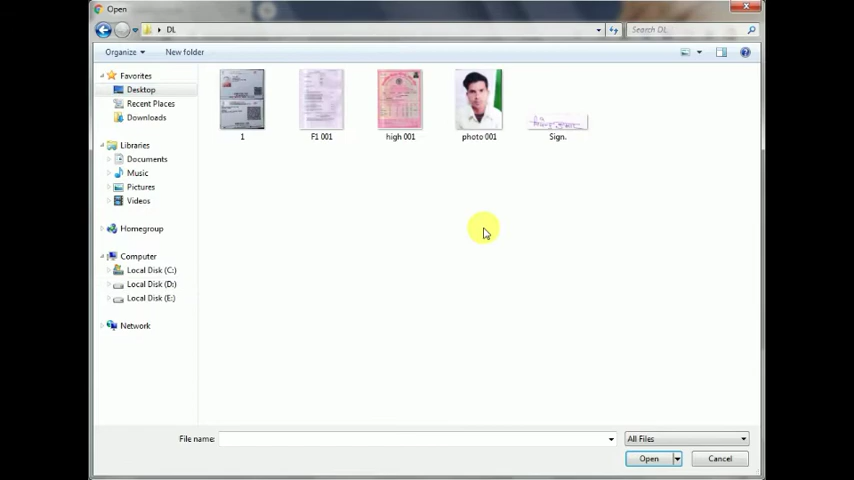 Open
DL
Search DL
Organize
New folder
Favorites
Desktop
Recent Places
Downloads
Libraries
Documents
Music
Pictures
Videos
Homegroup
Computer
Local Disk (C:)
Local Disk (D:)
Local Disk (E:)
Network
1
F1 001
high 001
photo 001
Sign.
File name:
All Files
Open
Cancel